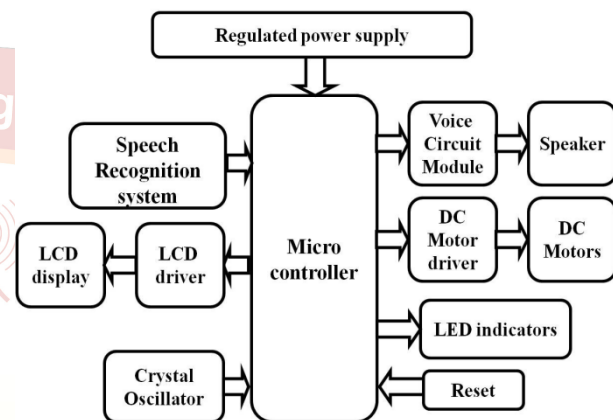 Regulated power supply
g
Speech
Recognition
system
Voice
Circuit
Module
Speaker
Micro
controller
LCD
display
LCD
driver
DC
Motor
driver
DC
Motors
LED indicators
Crystal
Oscillator
Reset